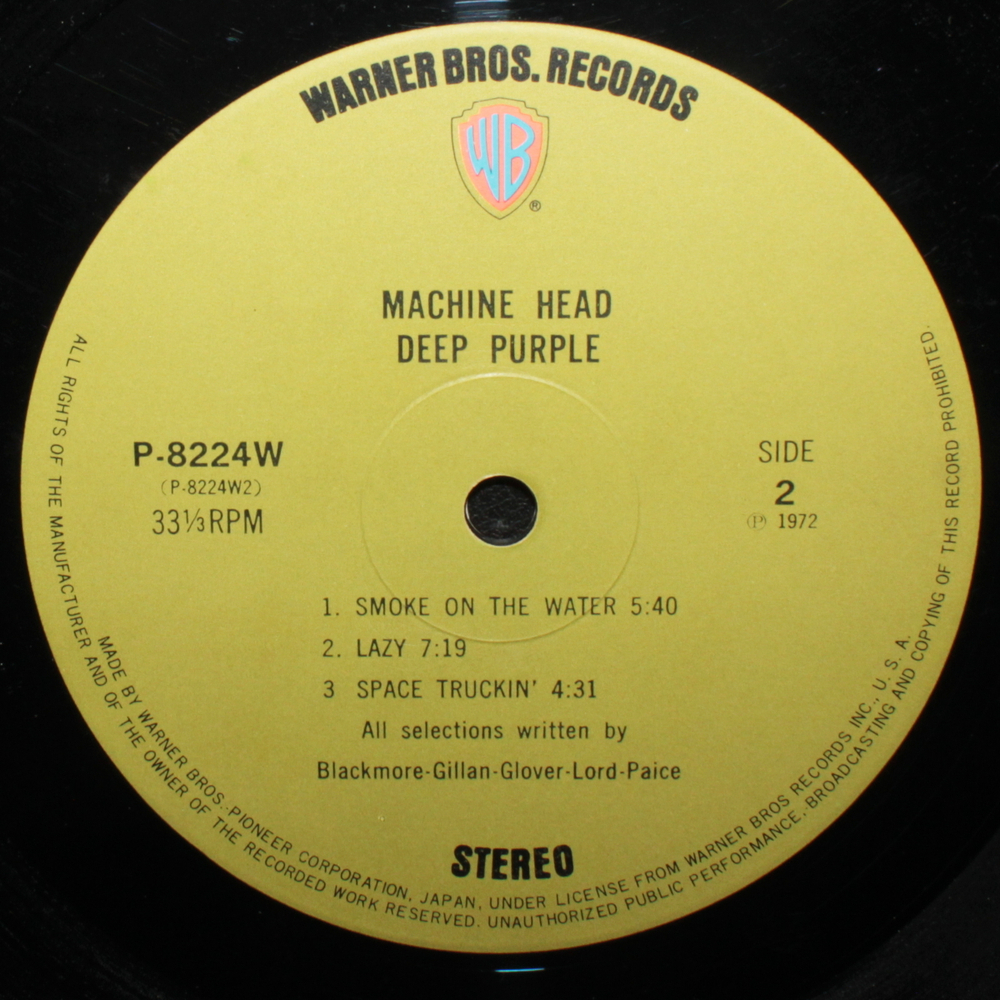 WARNER BROS. RECORDS
WB
®
MACHINE HEAD
DEEP PURPLE
P-8224W
(P-8224W2)
33⅓RPM
SIDE
2
Ⓟ 1972
1. SMOKE ON THE WATER 5:40
2. LAZY 7:19
3 SPACE TRUCKIN' 4:31
All selections written by
Blackmore-Gillan-Glover-Lord-Paice
STEREO
MADE BY WARNER BROS.-PIONEER CORPORATION, JAPAN, UNDER LICENSE FROM WARNER BROS RECORDS INC., U. S. A.
ALL RIGHTS OF THE MANUFACTURER AND OF THE OWNER OF THE RECORDED WORK RESERVED. UNAUTHORIZED PUBLIC PERFORMANCE,-BROADCASTING AND COPYING OF THIS RECORD PROHIBITED.